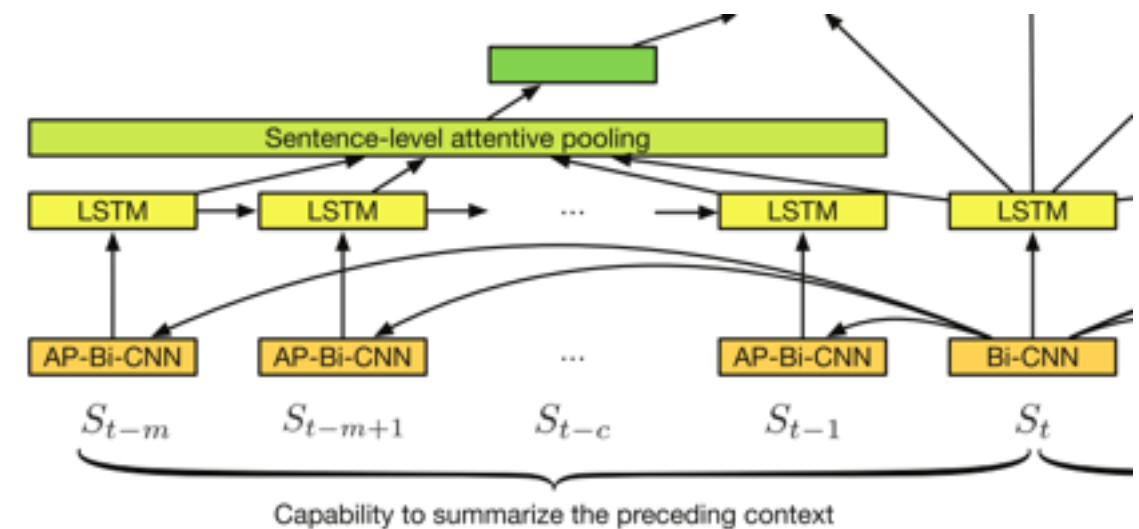 Sentence-level attentive pooling
LSTM LSTM ... LSTM LSTM
AP-Bi-CNN AP-Bi-CNN ... AP-Bi-CNN Bi-CNN
S_{t-m} S_{t-m+1} S_{t-c} S_{t-1} S_t
Capability to summarize the preceding context